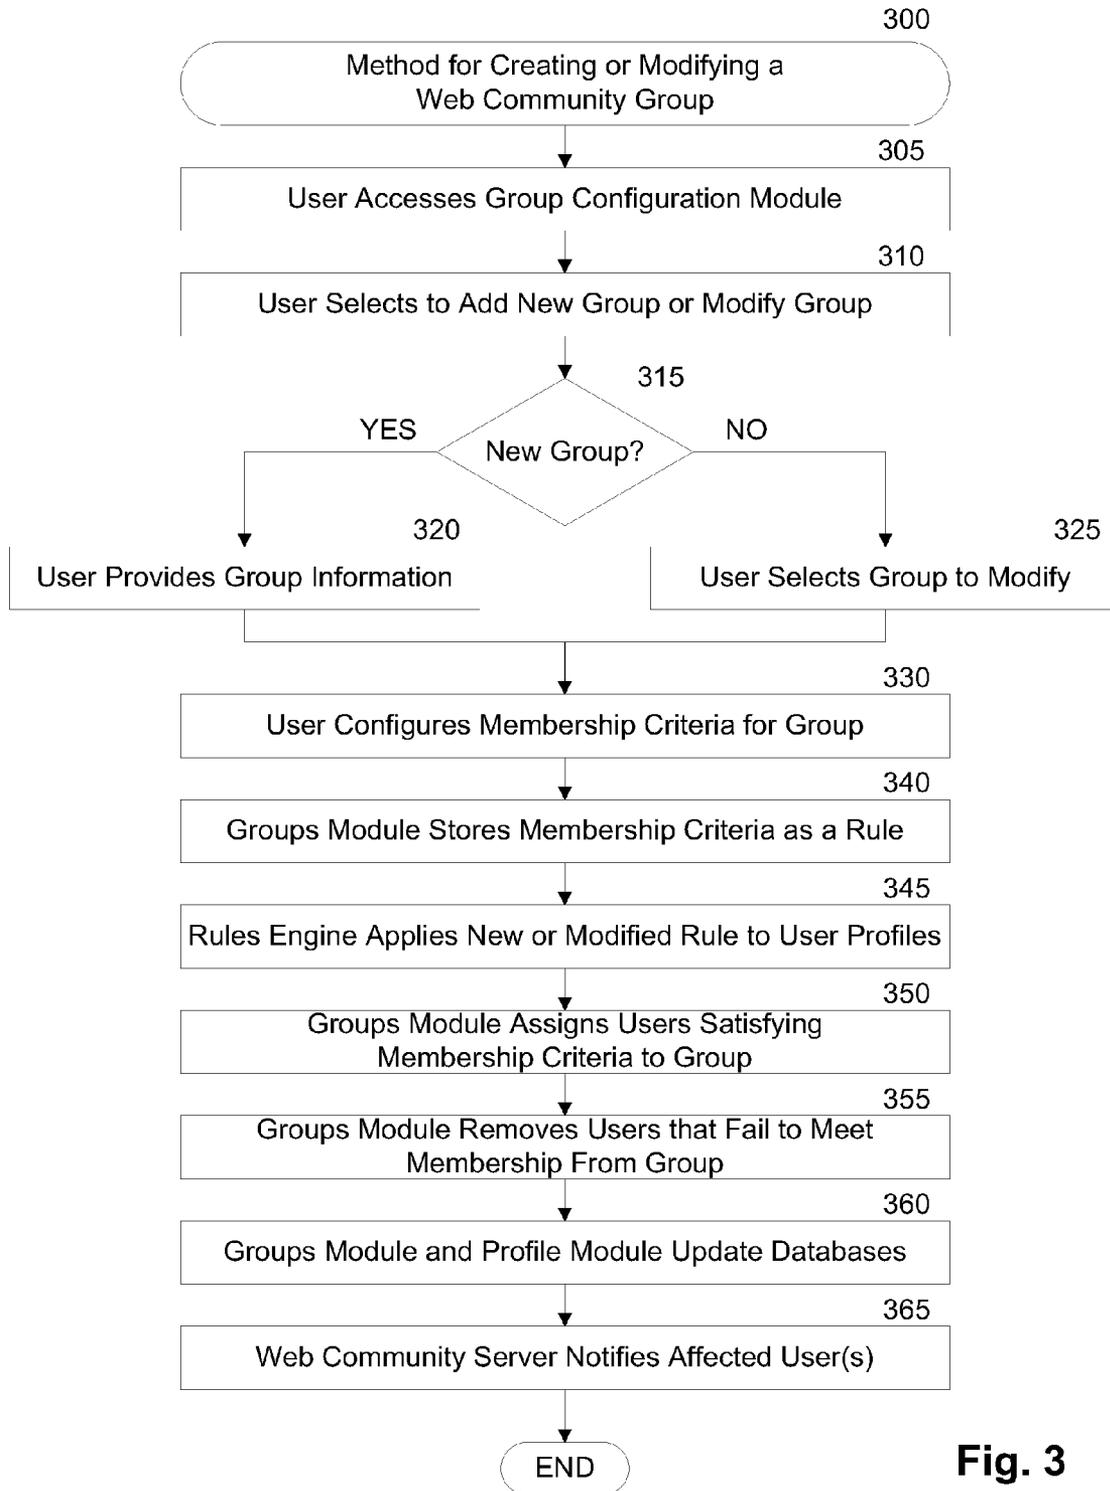 300
Method for Creating or Modifying a
Web Community Group
305
User Accesses Group Configuration Module
310
User Selects to Add New Group or Modify Group
315
YES
New Group?
NO
320
User Provides Group Information
325
User Selects Group to Modify
330
User Configures Membership Criteria for Group
340
Groups Module Stores Membership Criteria as a Rule
345
Rules Engine Applies New or Modified Rule to User Profiles
350
Groups Module Assigns Users Satisfying
Membership Criteria to Group
355
Groups Module Removes Users that Fail to Meet
Membership From Group
360
Groups Module and Profile Module Update Databases
365
Web Community Server Notifies Affected User(s)
END
Fig. 3